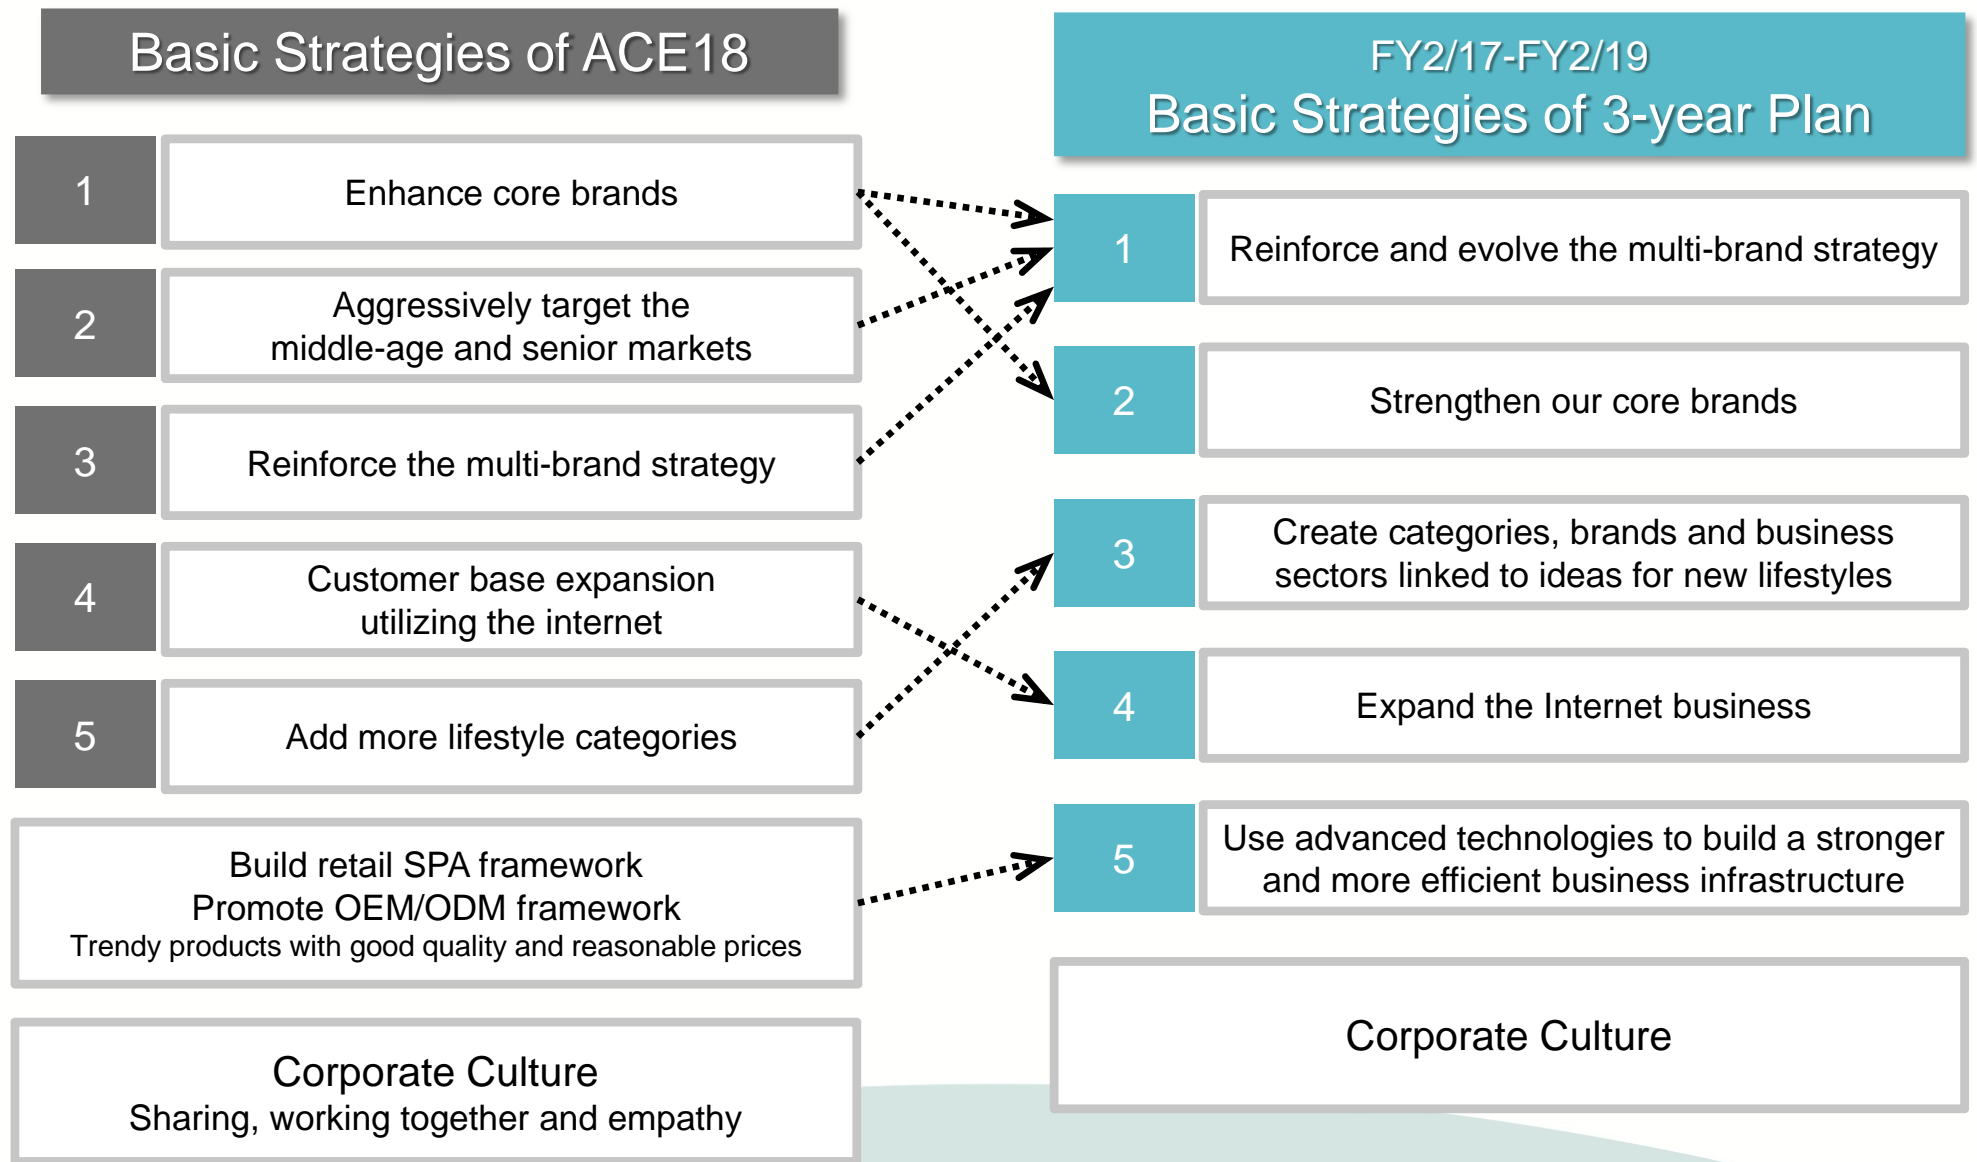 Basic Strategies of ACE18
1
Enhance core brands
2
Aggressively target the
middle-age and senior markets
3
Reinforce the multi-brand strategy
4
Customer base expansion
utilizing the internet
5
Add more lifestyle categories
Build retail SPA framework
Promote OEM/ODM framework
Trendy products with good quality and reasonable prices
Corporate Culture
Sharing, working together and empathy
FY2/17-FY2/19
Basic Strategies of 3-year Plan
1
Reinforce and evolve the multi-brand strategy
2
Strengthen our core brands
3
Create categories, brands and business
sectors linked to ideas for new lifestyles
4
Expand the Internet business
5
Use advanced technologies to build a stronger
and more efficient business infrastructure
Corporate Culture